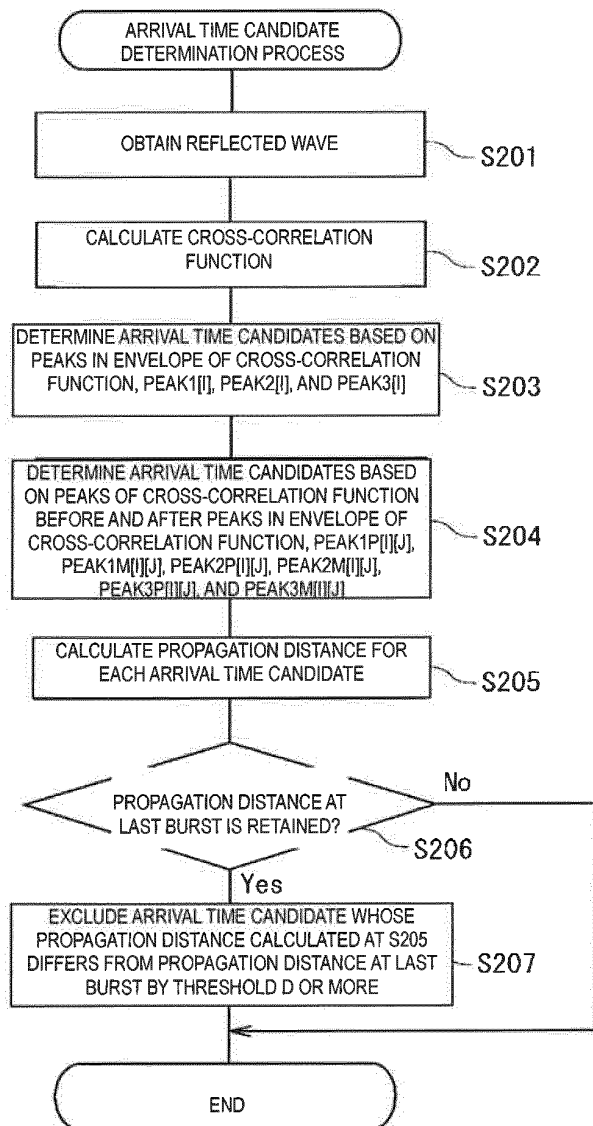 ARRIVAL TIME CANDIDATE
DETERMINATION PROCESS
OBTAIN REFLECTED WAVE
S201
CALCULATE CROSS-CORRELATION
FUNCTION
S202
DETERMINE ARRIVAL TIME CANDIDATES BASED ON
PEAKS IN ENVELOPE OF CROSS-CORRELATION
FUNCTION, PEAK1[I], PEAK2[I], AND PEAK3[I]
S203
DETERMINE ARRIVAL TIME CANDIDATES BASED
ON PEAKS OF CROSS-CORRELATION FUNCTION
BEFORE AND AFTER PEAKS IN ENVELOPE OF
CROSS-CORRELATION FUNCTION, PEAK1P[I][J],
PEAK1M[I][J], PEAK2P[I][J], PEAK2M[I][J],
PEAK3P[I][J], AND PEAK3M[I][J]
S204
CALCULATE PROPAGATION DISTANCE FOR
EACH ARRIVAL TIME CANDIDATE
S205
No
PROPAGATION DISTANCE AT
LAST BURST IS RETAINED?
S206
Yes
EXCLUDE ARRIVAL TIME CANDIDATE WHOSE
PROPAGATION DISTANCE CALCULATED AT S205
DIFFERS FROM PROPAGATION DISTANCE AT LAST
BURST BY THRESHOLD D OR MORE
S207
END